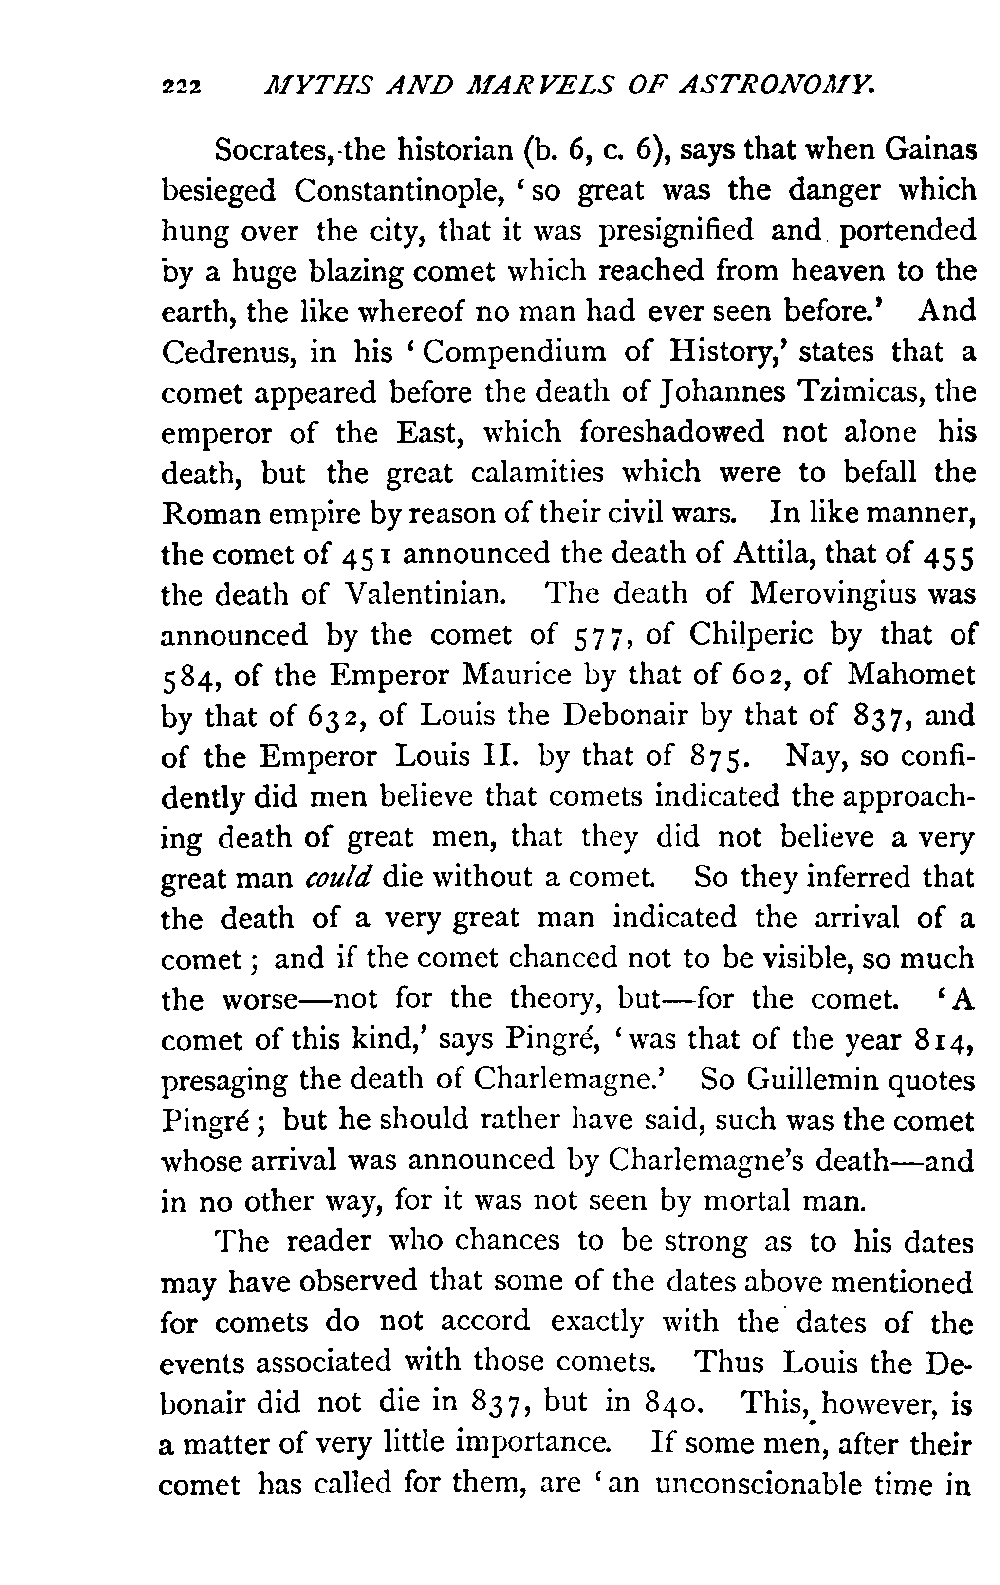 222 MYTHS AND MARVELS OF ASTRONOMY.
Socrates, the historian (b. 6, c. 6), says that when Gainas
besieged Constantinople, ‘ so great was the danger which
hung over the city, that it was presignified and portended
by a huge blazing comet which reached from heaven to the
earth, the like whereof no man had ever seen before.’ And
Cedrenus, in his ‘ Compendium of History,’ states that a
comet appeared before the death of Johannes Tzimicas, the
emperor of the East, which foreshadowed not alone his
death, but the great calamities which were to befall the
Roman empire by reason of their civil wars. In like manner,
the comet of 451 announced the death of Attila, that of 455
the death of Valentinian. The death of Merovingius was
announced by the comet of 577, of Chilperic by that of
584, of the Emperor Maurice by that of 602, of Mahomet
by that of 632, of Louis the Debonair by that of 837, and
of the Emperor Louis II. by that of 875. Nay, so confi-
dently did men believe that comets indicated the approach-
ing death of great men, that they did not believe a very
great man could die without a comet. So they inferred that
the death of a very great man indicated the arrival of a
comet ; and if the comet chanced not to be visible, so much
the worse—not for the theory, but—for the comet. ‘ A
comet of this kind,’ says Pingré, ‘ was that of the year 814,
presaging the death of Charlemagne.’ So Guillemin quotes
Pingré ; but he should rather have said, such was the comet
whose arrival was announced by Charlemagne’s death—and
in no other way, for it was not seen by mortal man.
The reader who chances to be strong as to his dates
may have observed that some of the dates above mentioned
for comets do not accord exactly with the dates of the
events associated with those comets. Thus Louis the De-
bonair did not die in 837, but in 840. This, however, is
a matter of very little importance. If some men, after their
comet has called for them, are ‘ an unconscionable time in